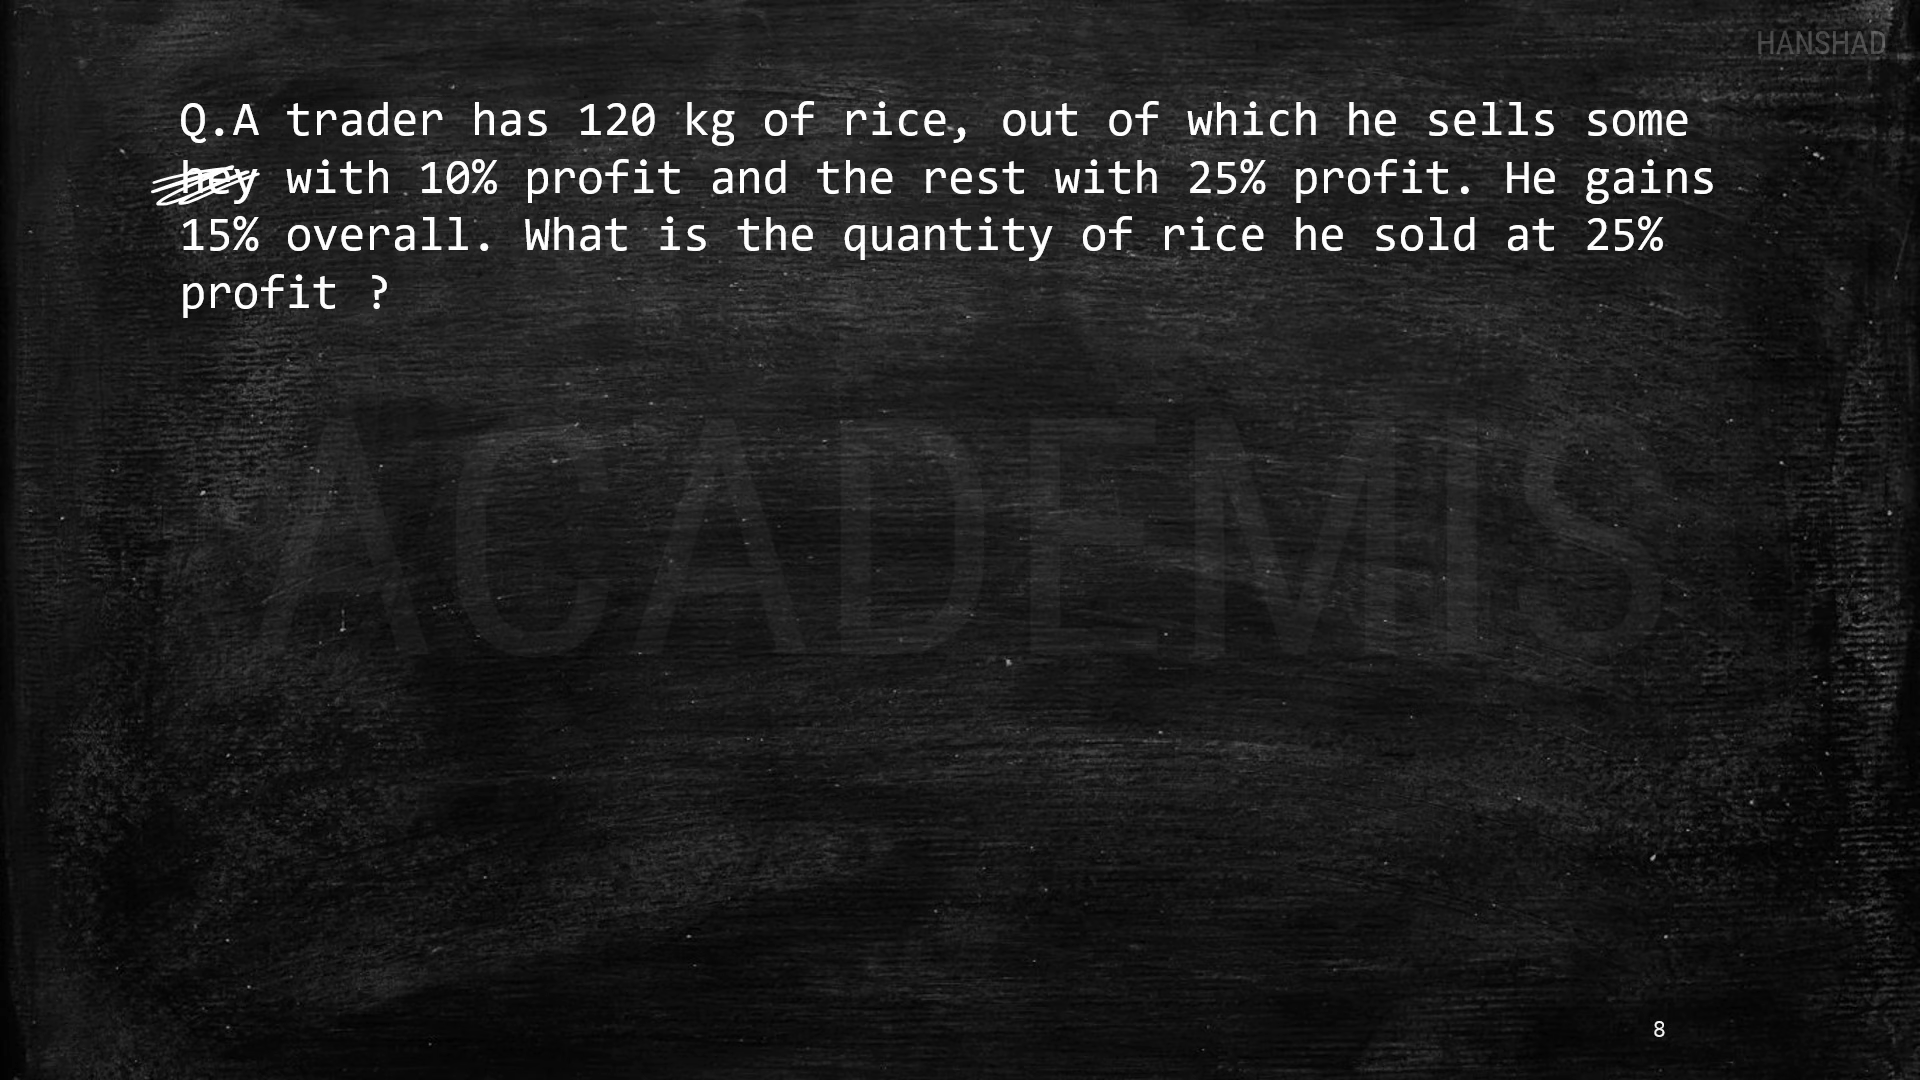 HANSHAD
Q.A trader has 120 kg of rice, out of which he sells some
hey with 10% profit and the rest with 25% profit. He gains
15% overall. What is the quantity of rice he sold at 25%
profit ?
ACADEMIS
8